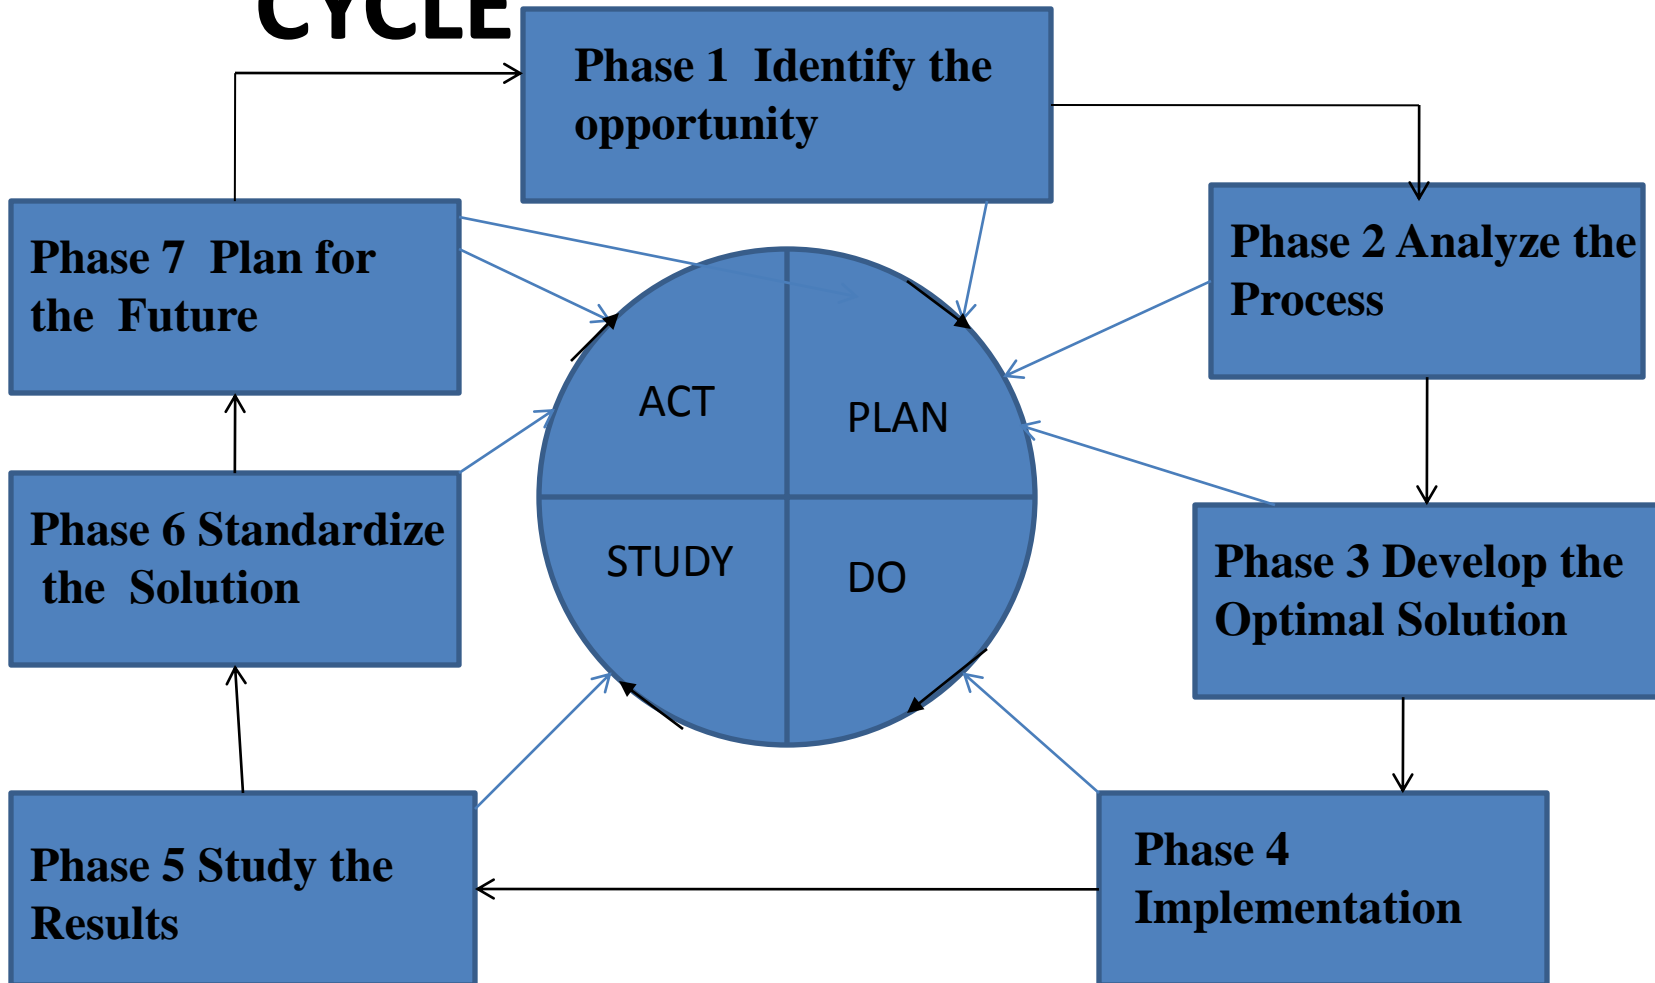 CYCLE
Phase 1 Identify the
opportunity
Phase 2 Analyze the
Process
Phase 3 Develop the
Optimal Solution
Phase 4
Implementation
Phase 5 Study the
Results
Phase 6 Standardize
the Solution
Phase 7 Plan for
the Future
ACT
PLAN
STUDY
DO